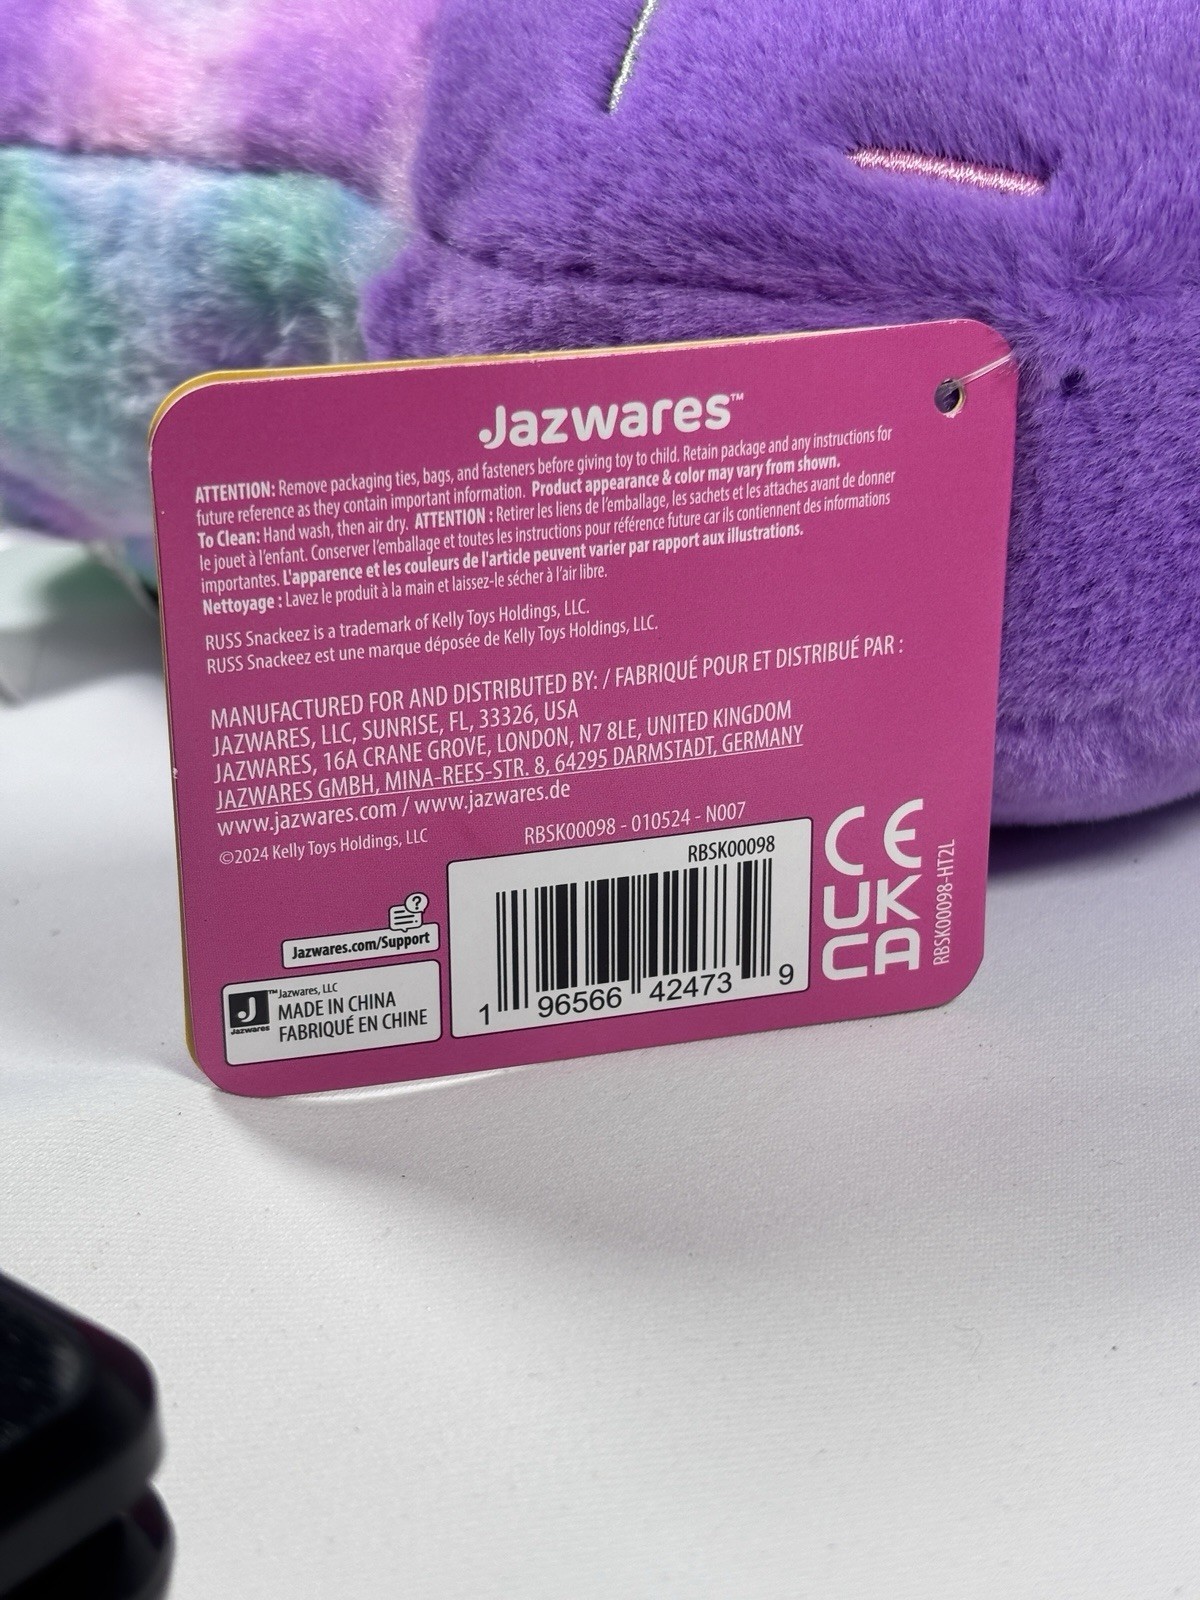 Jazwares™
ATTENTION: Remove packaging ties, bags, and fasteners before giving toy to child. Retain package and any instructions for
future reference as they contain important information. Product appearance & color may vary from shown.
To Clean: Hand wash, then air dry. ATTENTION : Retirer les liens de l'emballage, les sachets et les attaches avant de donner
le jouet à l'enfant. Conserver l'emballage et toutes les instructions pour référence future car ils contiennent des informations
importantes. L'apparence et les couleurs de l'article peuvent varier par rapport aux illustrations.
Nettoyage : Lavez le produit à la main et laissez-le sécher à l'air libre.
RUSS Snackeez is a trademark of Kelly Toys Holdings, LLC.
RUSS Snackeez est une marque déposée de Kelly Toys Holdings, LLC.
MANUFACTURED FOR AND DISTRIBUTED BY: / FABRIQUÉ POUR ET DISTRIBUÉ PAR :
JAZWARES, LLC, SUNRISE, FL, 33326, USA
JAZWARES, 16A CRANE GROVE, LONDON, N7 8LE, UNITED KINGDOM
JAZWARES GMBH, MINA-REES-STR. 8, 64295 DARMSTADT, GERMANY
www.jazwares.com / www.jazwares.de
©2024 Kelly Toys Holdings, LLC
RBSK00098 - 010524 - N007
RBSK00098
1 96566 42473 9
?
Jazwares.com/Support
J
Jazwares
™Jazwares, LLC
MADE IN CHINA
FABRIQUÉ EN CHINE
CE
UK
CA
RBSK00098-HT2L